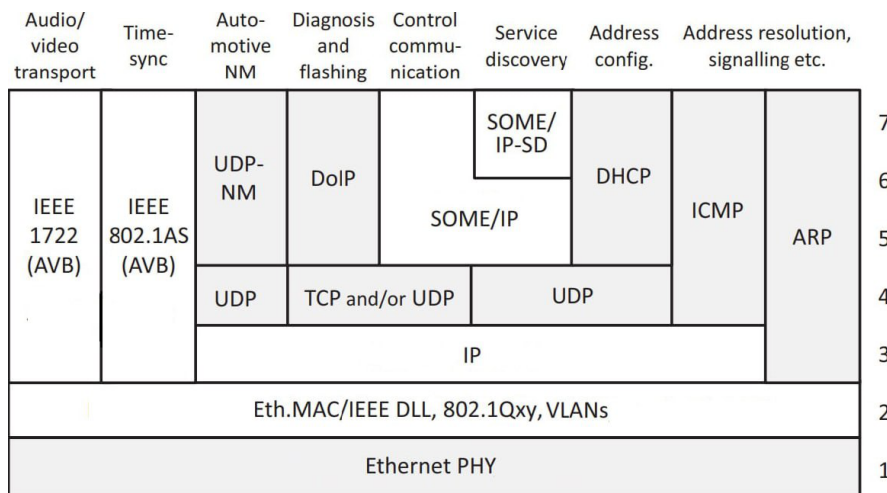 Audio/
video
transport
Time-
sync
Auto-
motive
NM
Diagnosis
and
flashing
Control
commu-
nication
Service
discovery
Address
config.
Address resolution,
signalling etc.
IEEE
1722
(AVB)
IEEE
802.1AS
(AVB)
UDP-
NM
DoIP
SOME/
IP-SD
SOME/IP
DHCP
ICMP
ARP
UDP
TCP and/or UDP
UDP
IP
Eth.MAC/IEEE DLL, 802.1Qxy, VLANs
Ethernet PHY
7
6
5
4
3
2
1